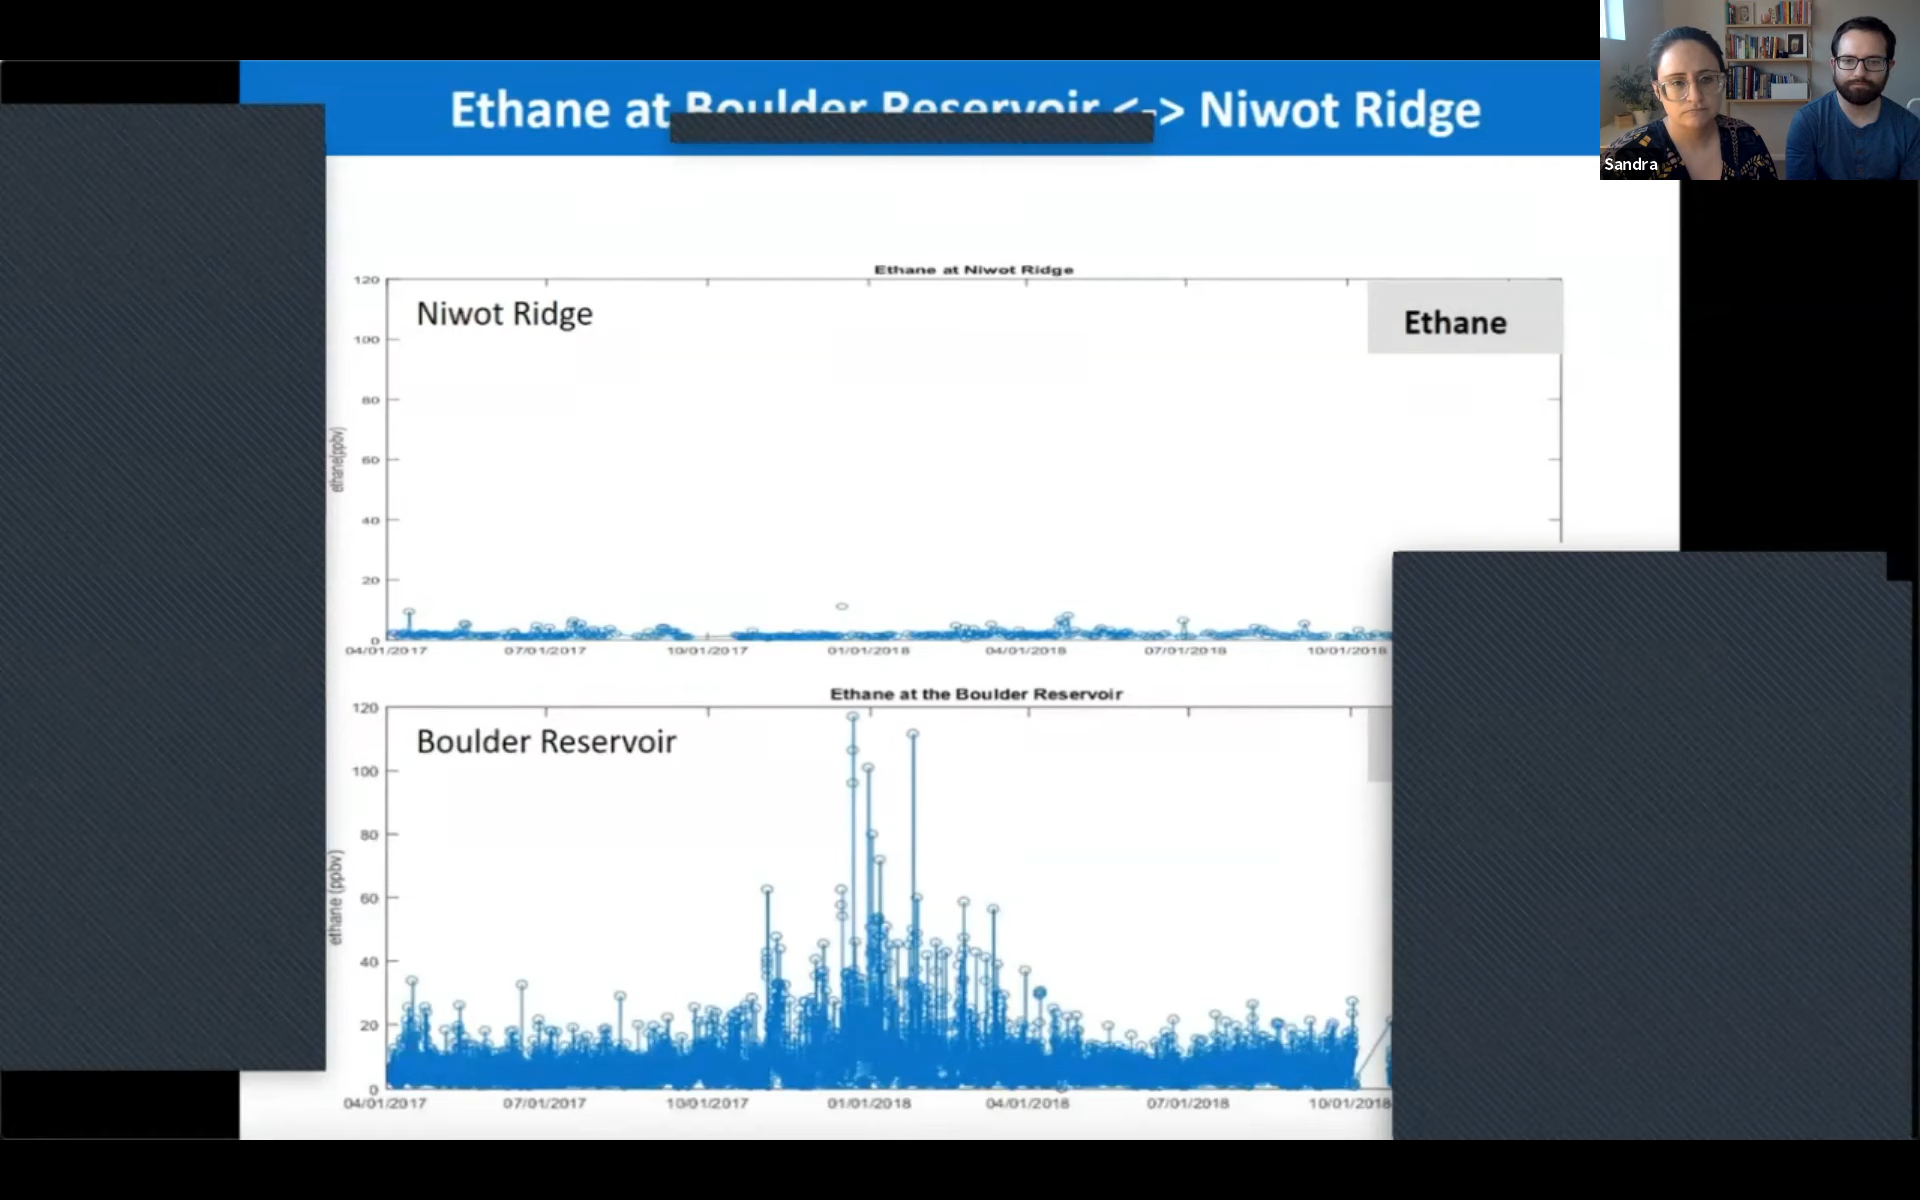 Ethane at Boulder Reservoir <-> Niwot Ridge
Sandra
Ethane at Niwot Ridge
Niwot Ridge
Ethane
120
100
80
60
40
20
0
ethane(ppbv)
04/01/2017 07/01/2017 10/01/2017 01/01/2018 04/01/2018 07/01/2018 10/01/2018
Ethane at the Boulder Reservoir
Boulder Reservoir
120
100
80
60
40
20
0
ethane (ppbv)
04/01/2017 07/01/2017 10/01/2017 01/01/2018 04/01/2018 07/01/2018 10/01/2018